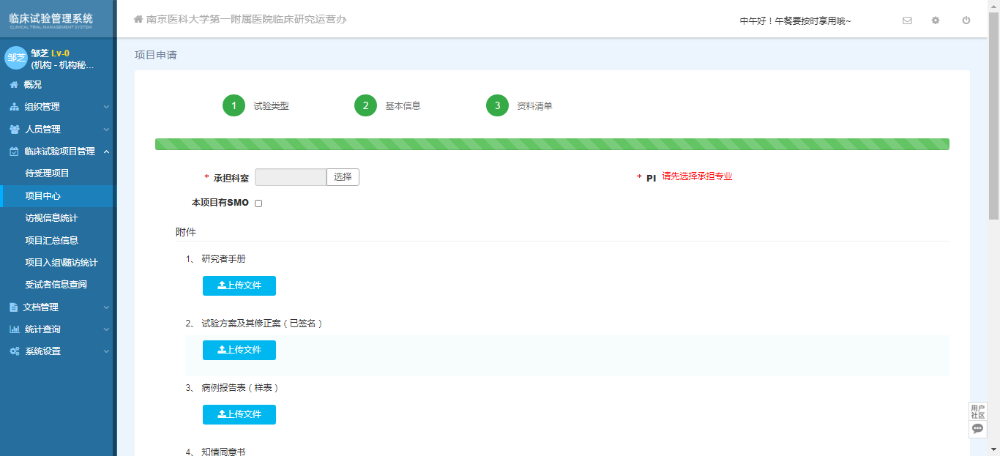 临床试验管理系统
CLINICAL TRIAL MANAGEMENT SYSTEM
南京医科大学第一附属医院临床研究运营办
中午好！午餐要按时享用哦~
邹芝
邹芝 Lv-0
(机构 - 机构秘...
概况
组织管理
人员管理
临床试验项目管理
待受理项目
项目中心
访视信息统计
项目汇总信息
项目入组\随访统计
受试者信息查阅
文档管理
统计查询
系统设置
项目申请
1 试验类型
2 基本信息
3 资料清单
* 承担科室 选择
* PI 请先选择承担专业
本项目有SMO
附件
1、 研究者手册
上传文件
2、 试验方案及其修正案（已签名）
上传文件
3、 病例报告表（样表）
上传文件
4、 知情同意书
用户
社区